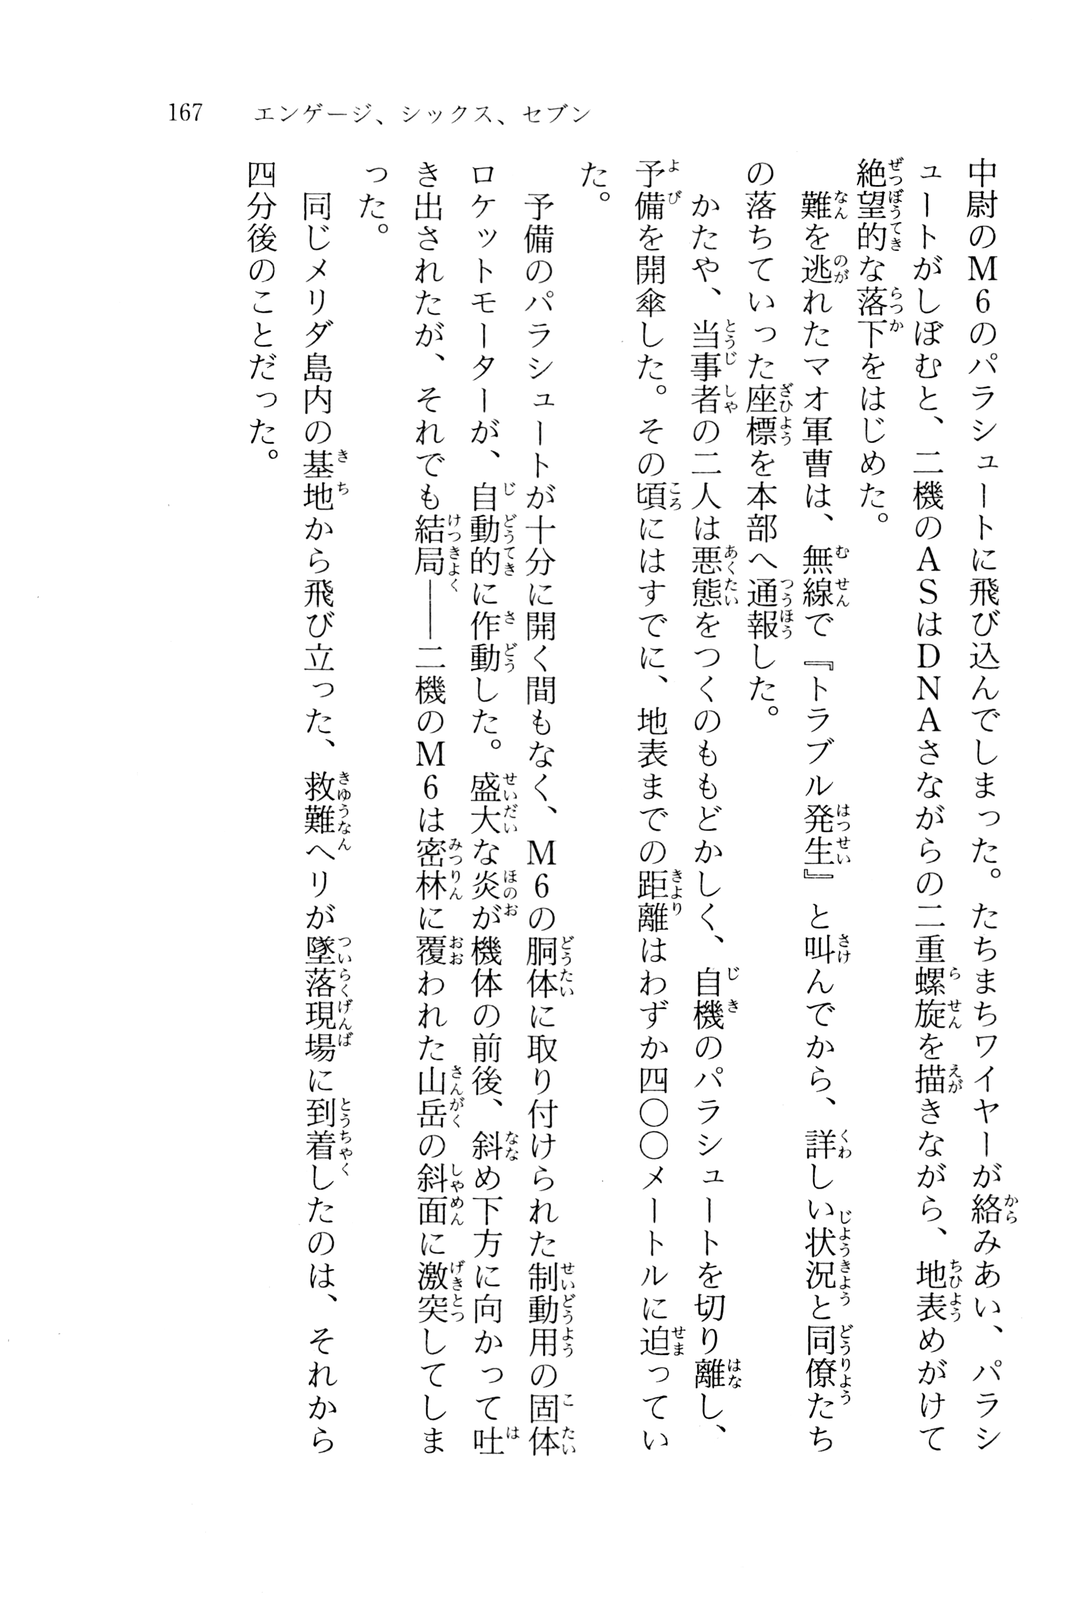 167 エンゲージ、シックス、セブン
中尉のM6のパラシュートに飛び込んでしまった。たちまちワイヤーが絡みあい、パラシ
ュートがしぼむと、二機のASはDNAさながらの二重螺旋を描きながら、地表めがけて
絶望的な落下をはじめた。
難を逃れたマオ軍曹は、無線で『トラブル発生』と叫んでから、詳しい状況と同僚たち
の落ちていった座標を本部へ通報した。
かたや、当事者の二人は悪態をつくのももどかしく、自機のパラシュートを切り離し、
予備を開傘した。その頃にはすでに、地表までの距離はわずか四〇〇メートルに迫ってい
た。
予備のパラシュートが十分に開く間もなく、M6の胴体に取り付けられた制動用の固体
ロケットモーターが、自動的に作動した。盛大な炎が機体の前後、斜め下方に向かって吐
き出されたが、それでも結局――二機のM6は密林に覆われた山岳の斜面に激突してしま
った。
同じメリダ島内の基地から飛び立った、救難ヘリが墜落現場に到着したのは、それから
四分後のことだった。